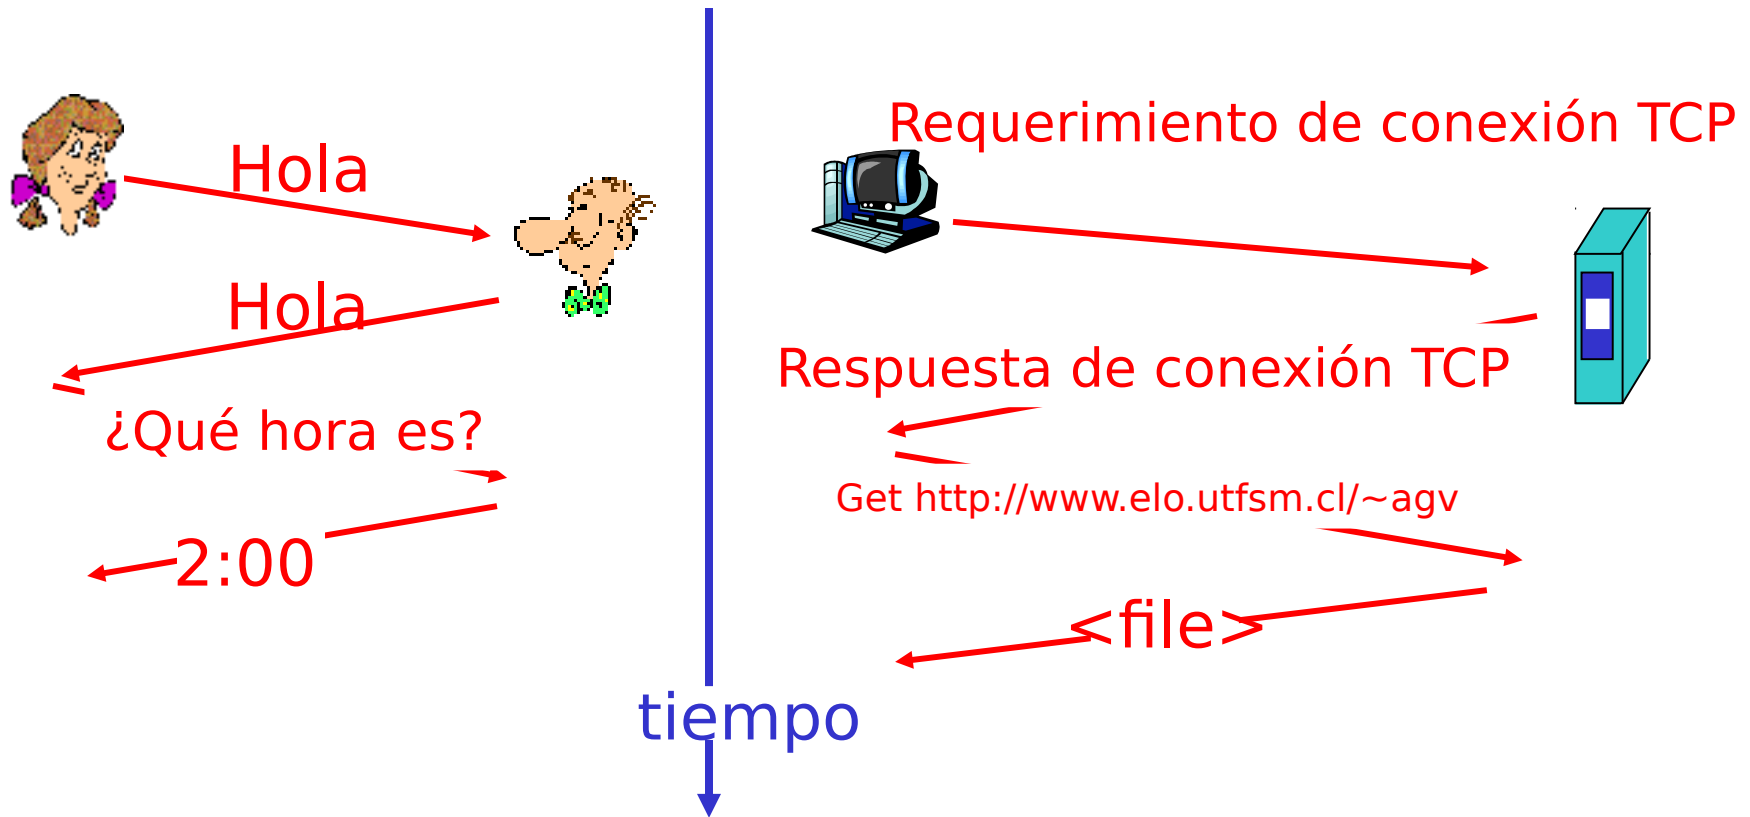 Hola
Hola
¿Qué hora es?
2:00
Requerimiento de conexión TCP
Respuesta de conexión TCP
Get http://www.elo.utfsm.cl/~agv
<file>
tiempo